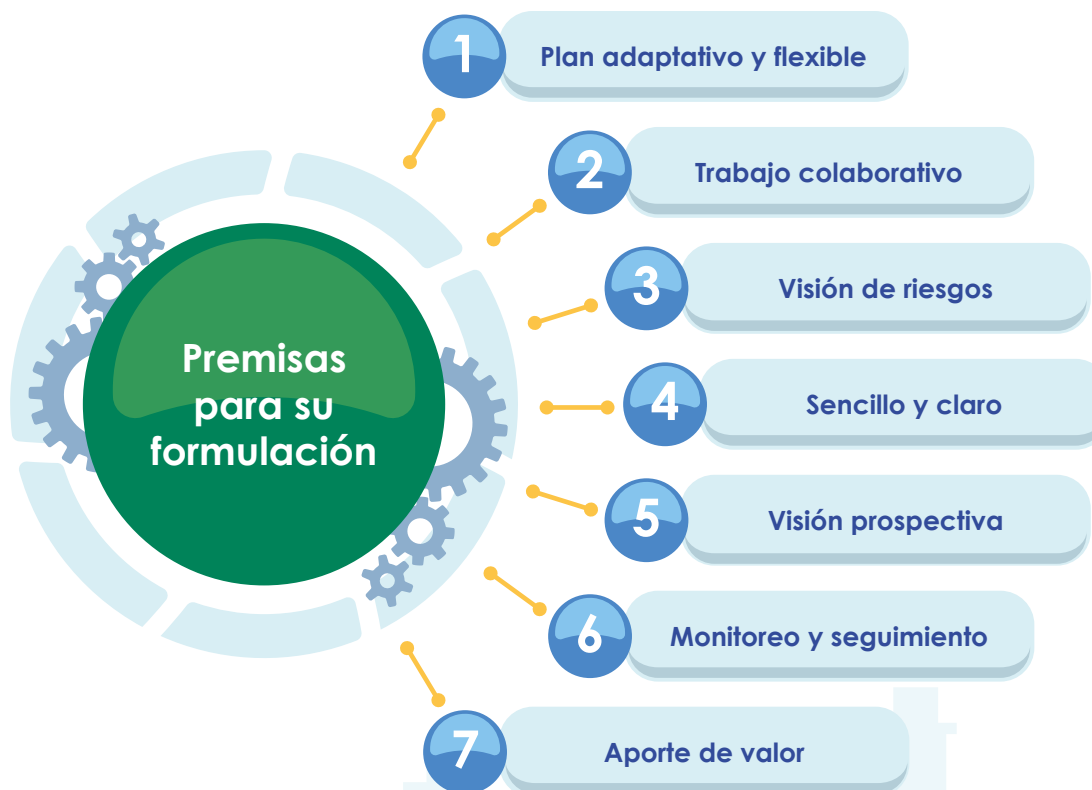 1
Plan adaptativo y flexible
2
Trabajo colaborativo
3
Visión de riesgos
Premisas
para su
formulación
4
Sencillo y claro
5
Visión prospectiva
6
Monitoreo y seguimiento
7
Aporte de valor